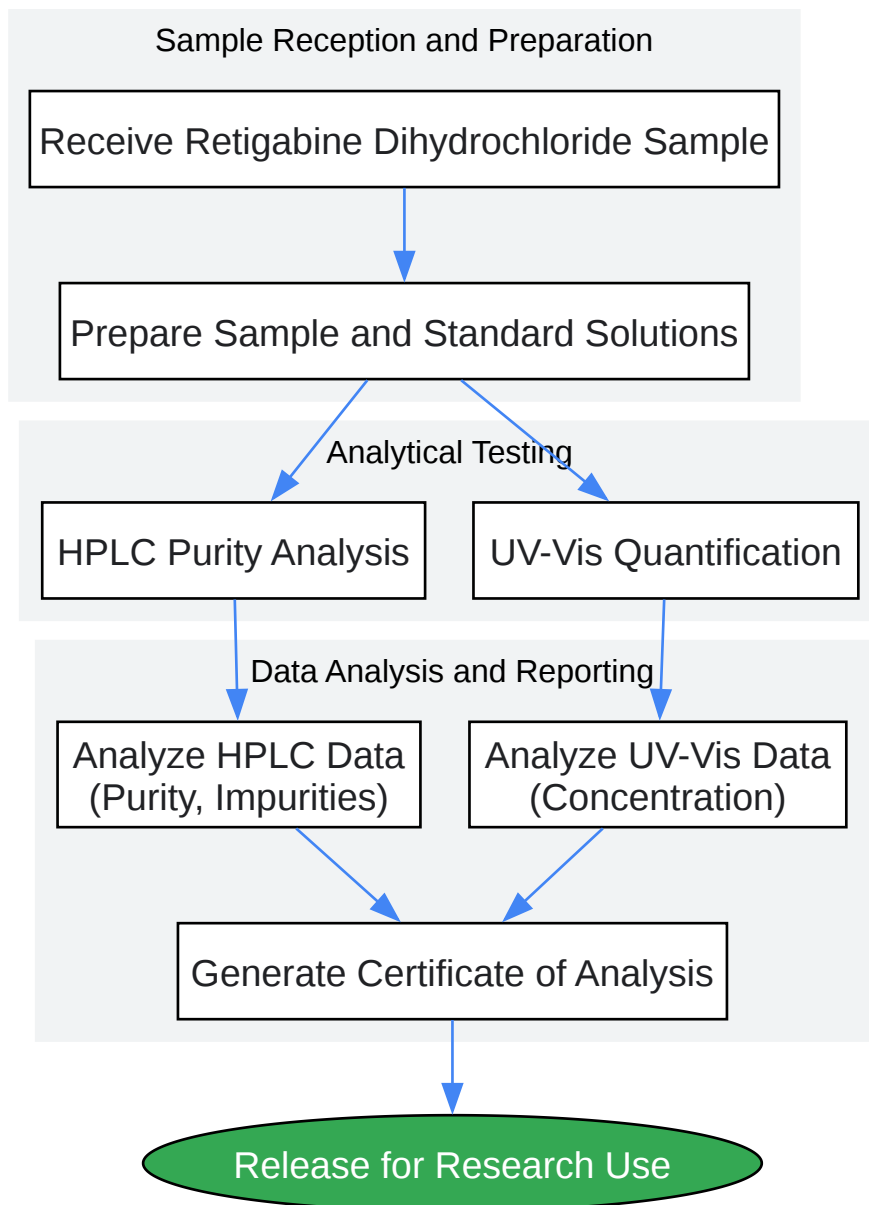 Sample Reception and Preparation
Receive Retigabine Dihydrochloride Sample
Prepare Sample and Standard Solutions
Analytical Testing
HPLC Purity Analysis
UV-Vis Quantification
Data Analysis and Reporting
Analyze HPLC Data
(Purity, Impurities)
Analyze UV-Vis Data
(Concentration)
Generate Certificate of Analysis
Release for Research Use